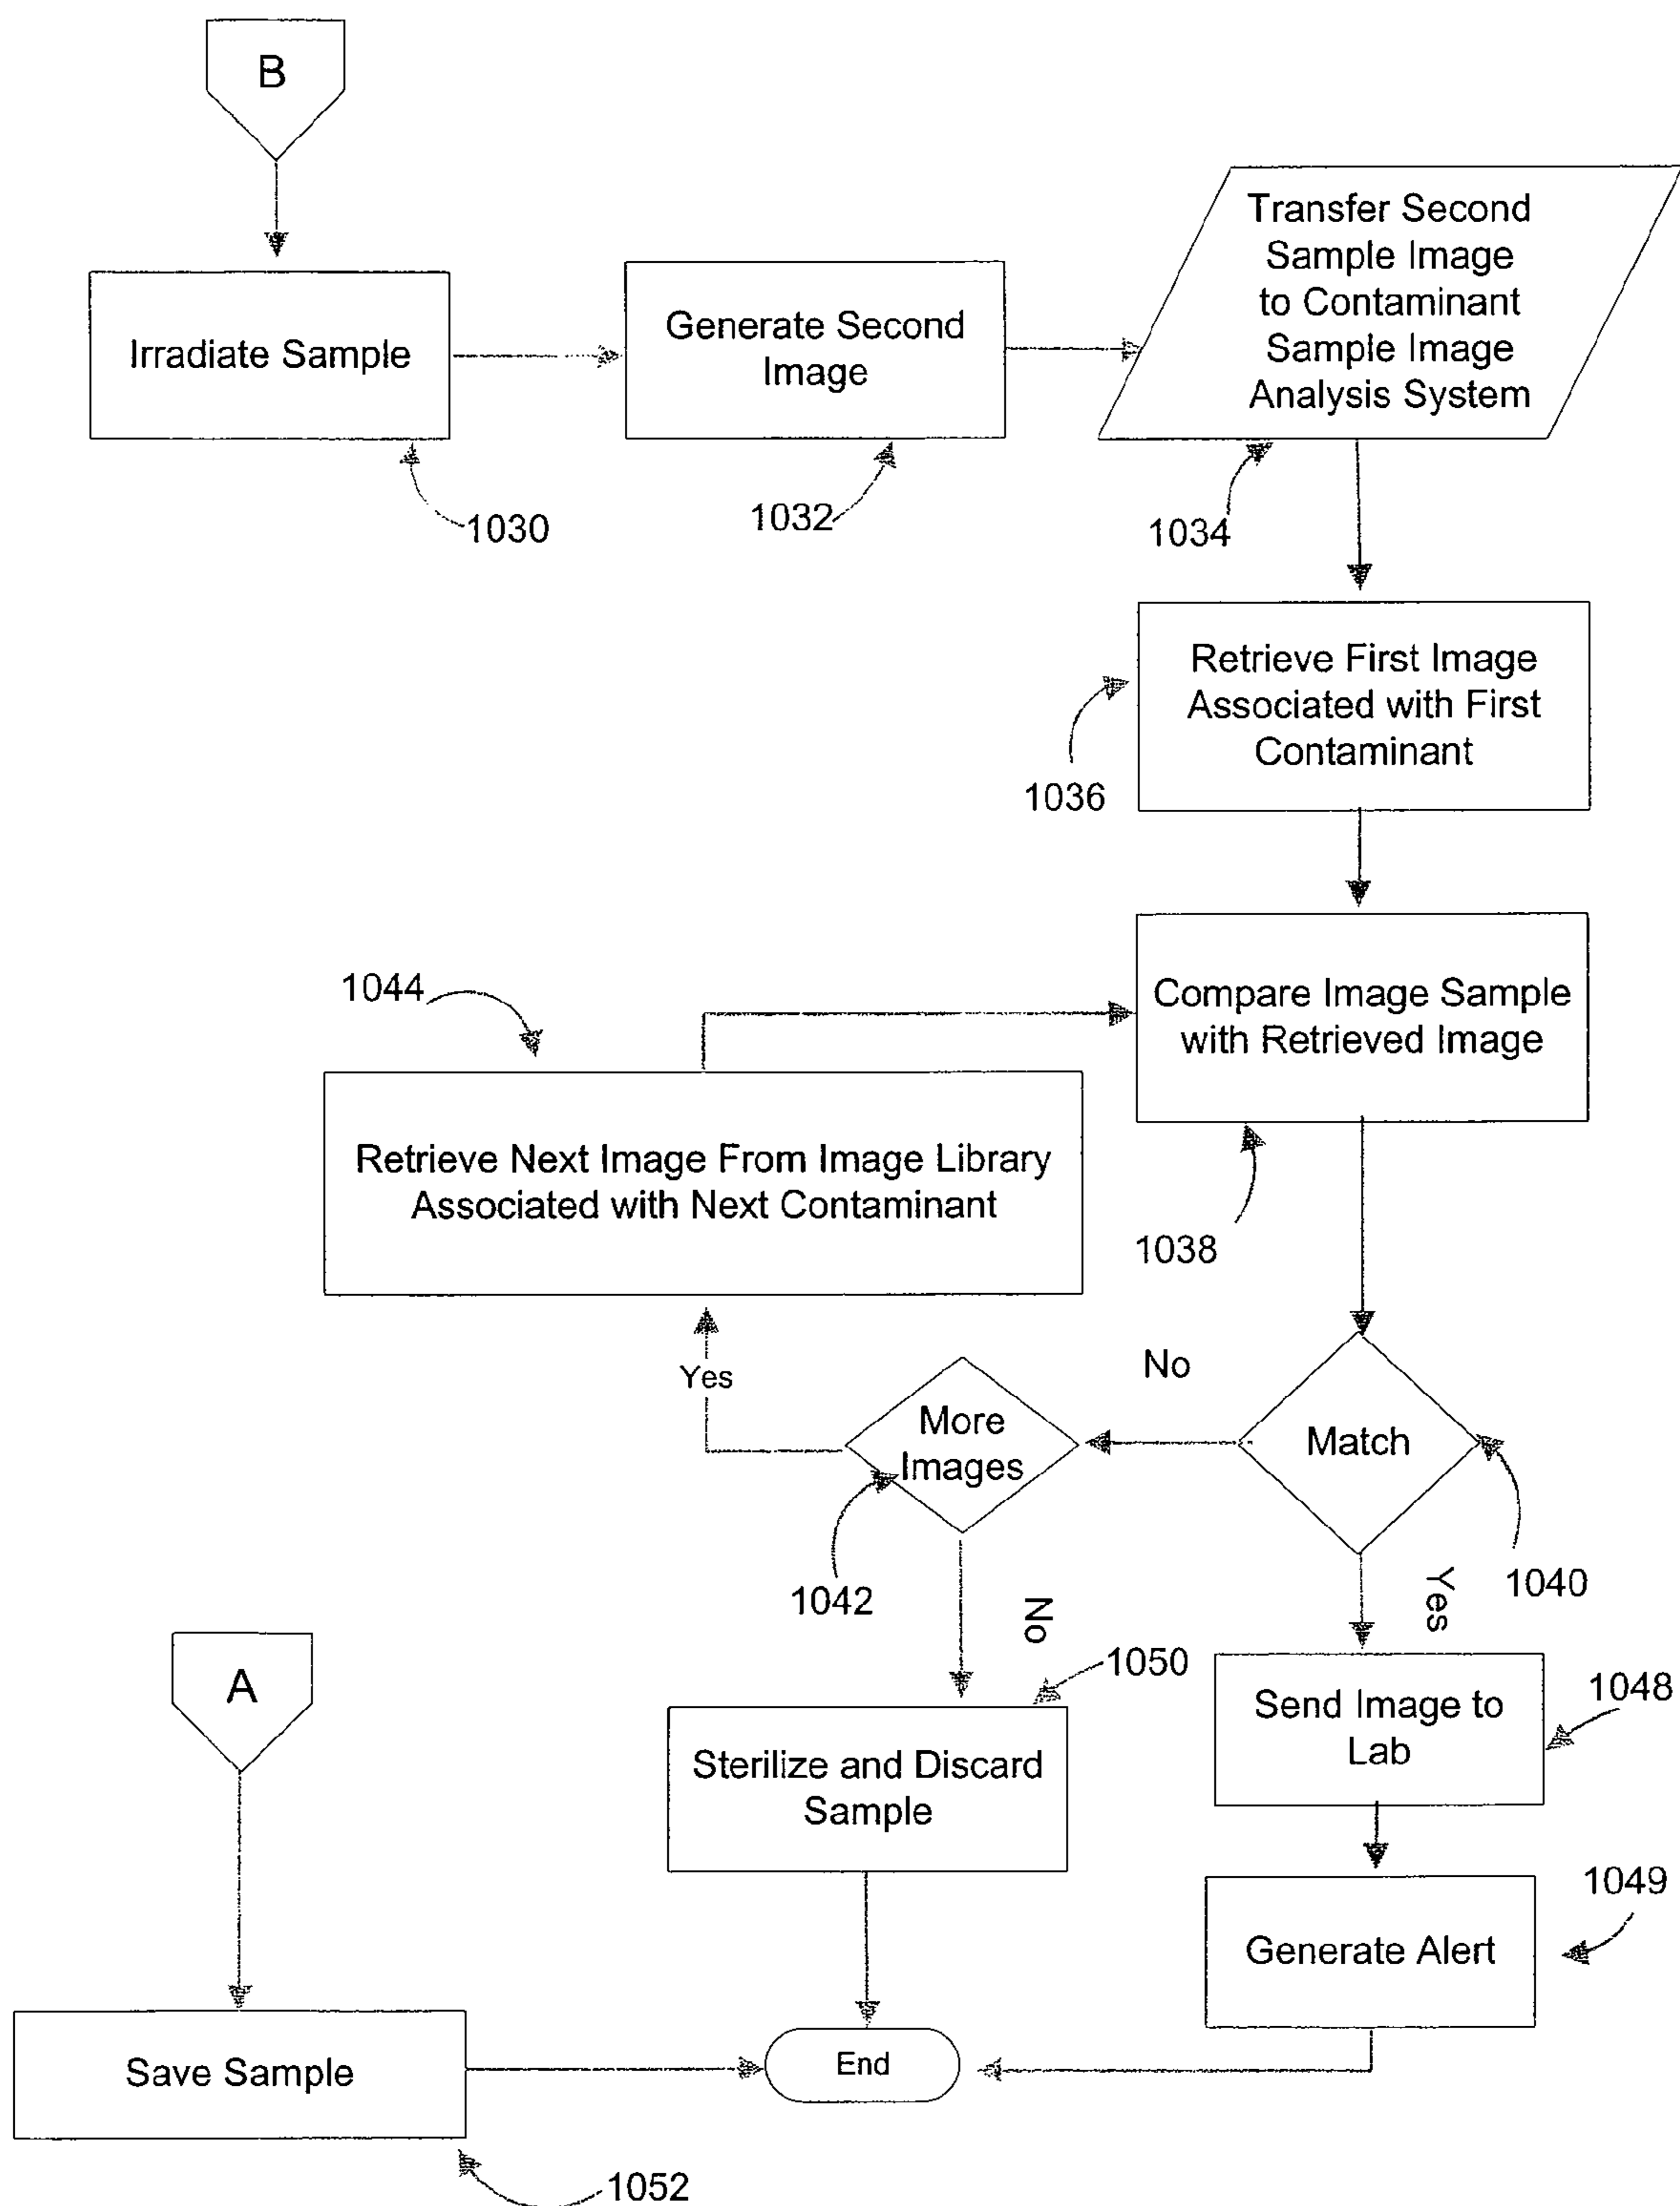 B
Irradiate Sample
1030
Generate Second
Image
1032
Transfer Second
Sample Image
to Contaminant
Sample Image
Analysis System
1034
Retrieve First Image
Associated with First
Contaminant
1036
Compare Image Sample
with Retrieved Image
1038
1044
Retrieve Next Image From Image Library
Associated with Next Contaminant
Yes
More
Images
1042
No
Match
1040
No
Yes
1050
Sterilize and Discard
Sample
Send Image to
Lab
1048
Generate Alert
1049
A
Save Sample
1052
End